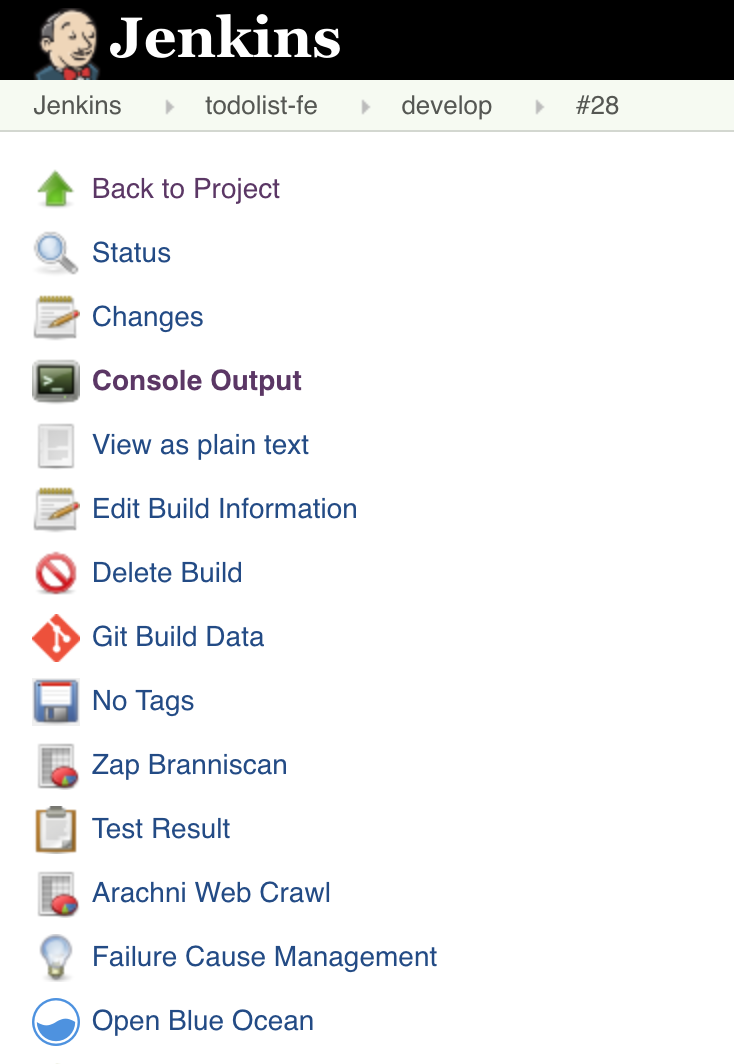 Jenkins
Jenkins todolist-fe develop #28
Back to Project
Status
Changes
>_
Console Output
View as plain text
Edit Build Information
Delete Build
Git Build Data
No Tags
Zap Branniscan
Test Result
Arachni Web Crawl
Failure Cause Management
Open Blue Ocean